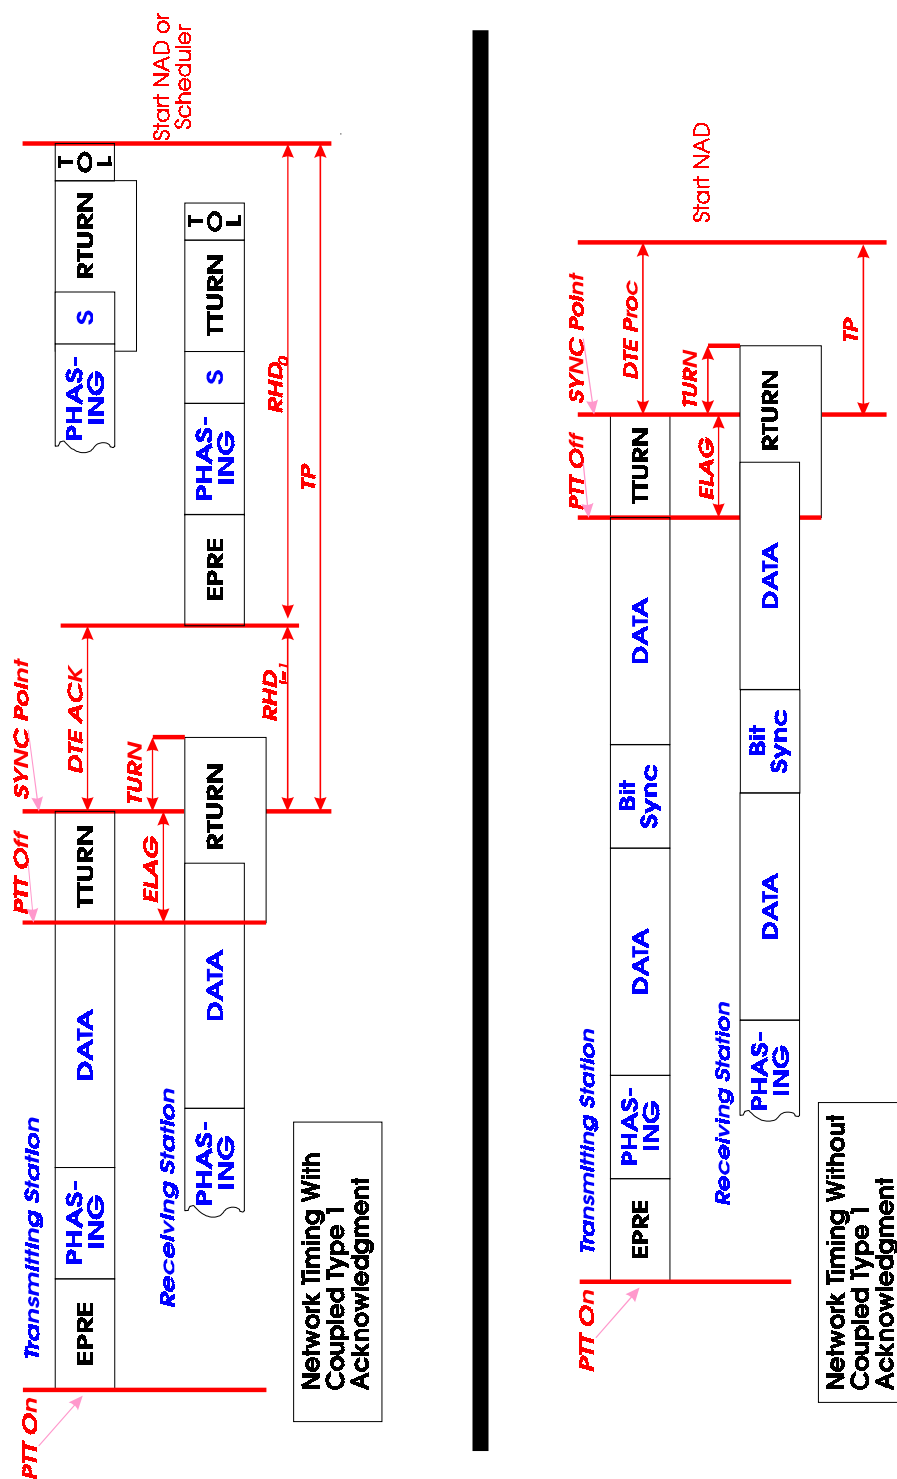 PTT On
Transmitting Station
EPRE
PHAS-
ING
DATA
TTURN
PTT Off
SYNC Point
DTE ACK
TURN
ELAG
Receiving Station
PHAS-
ING
DATA
RTURN
RHD
TP
RHD0
EPRE
PHAS-
ING
S
TTURN
TOL
PHAS-
ING
S
RTURN
TOL
Start NAD or
Scheduler
Network Timing With
Coupled Type 1
Acknowledgment
PTT On
Transmitting Station
EPRE
PHAS-
ING
DATA
Bit
Sync
DATA
TTURN
PTT Off
SYNC Point
DTE Proc
TURN
ELAG
TP
Start NAD
Receiving Station
PHAS-
ING
DATA
Bit
Sync
DATA
RTURN
Network Timing Without
Coupled Type 1
Acknowledgment